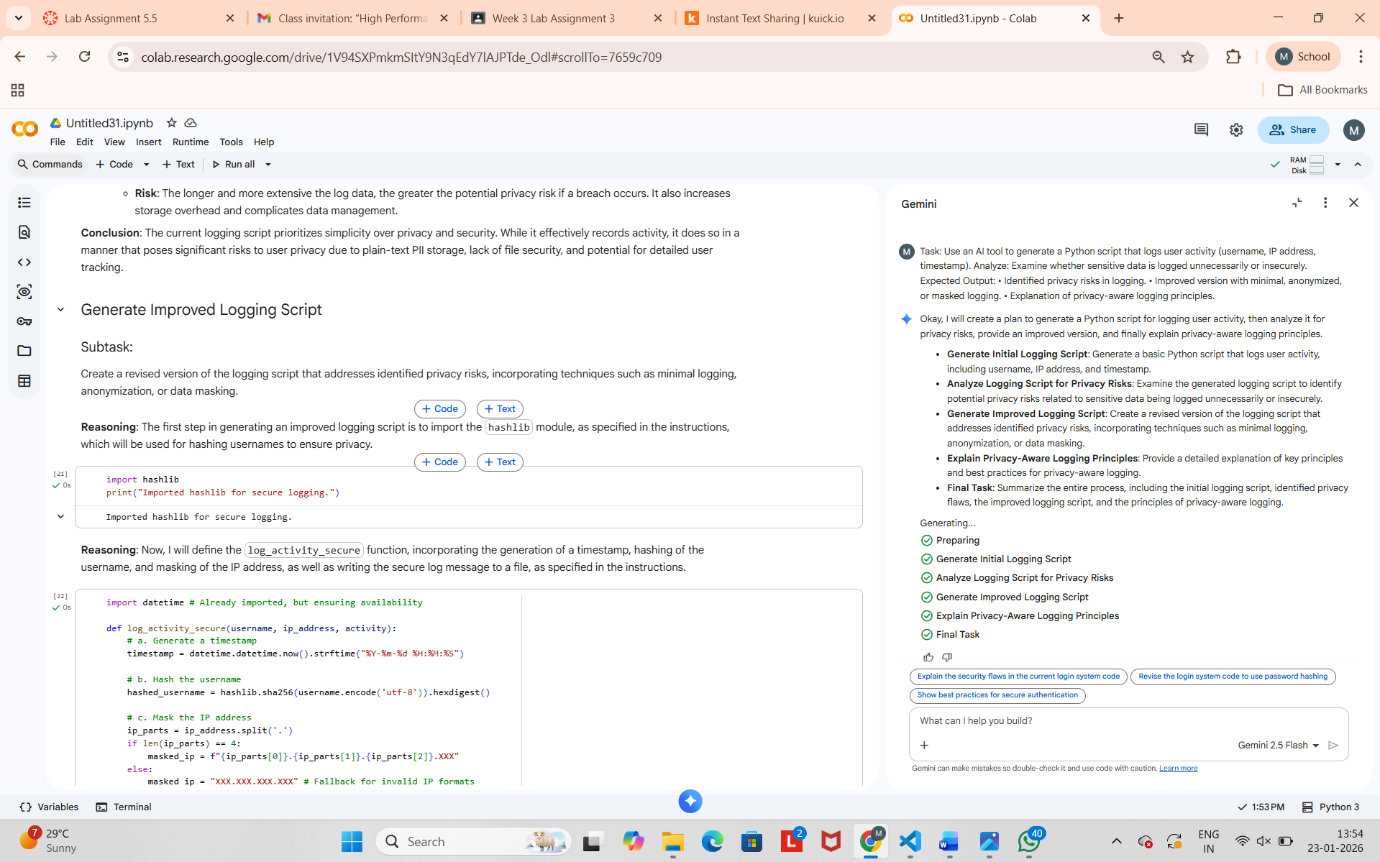 Lab Assignment 5.5
Class invitation: "High Performa
Week 3 Lab Assignment 3
Instant Text Sharing | kuick.io
Untitled31.ipynb - Colab
colab.research.google.com/drive/1V94SXPmkmSItY9N3qEdY7lAJPTde_OdI#scrollTo=7659c709
M School
All Bookmarks
Untitled31.ipynb
File Edit View Insert Runtime Tools Help
Share
M
Commands + Code + Text Run all
RAM
Disk
Risk: The longer and more extensive the log data, the greater the potential privacy risk if a breach occurs. It also increases
storage overhead and complicates data management.
Conclusion: The current logging script prioritizes simplicity over privacy and security. While it effectively records activity, it does so in a
manner that poses significant risks to user privacy due to plain-text PII storage, lack of file security, and potential for detailed user
tracking.
Generate Improved Logging Script
Subtask:
Create a revised version of the logging script that addresses identified privacy risks, incorporating techniques such as minimal logging,
anonymization, or data masking.
+ Code + Text
Reasoning: The first step in generating an improved logging script is to import the hashlib module, as specified in the instructions,
which will be used for hashing usernames to ensure privacy.
+ Code + Text
[21]
0s
import hashlib
print("Imported hashlib for secure logging.")
Imported hashlib for secure logging.
Reasoning: Now, I will define the log_activity_secure function, incorporating the generation of a timestamp, hashing of the
username, and masking of the IP address, as well as writing the secure log message to a file, as specified in the instructions.
[22]
0s
import datetime # Already imported, but ensuring availability
def log_activity_secure(username, ip_address, activity):
# a. Generate a timestamp
timestamp = datetime.datetime.now().strftime("%Y-%m-%d %H:%M:%S")
# b. Hash the username
hashed_username = hashlib.sha256(username.encode('utf-8')).hexdigest()
# c. Mask the IP address
ip_parts = ip_address.split('.')
if len(ip_parts) == 4:
masked_ip = f"{ip_parts[0]}.{ip_parts[1]}.{ip_parts[2]}.XXX"
else:
masked_ip = "XXX.XXX.XXX.XXX" # Fallback for invalid IP formats
Gemini
M
Task: Use an AI tool to generate a Python script that logs user activity (username, IP address,
timestamp). Analyze: Examine whether sensitive data is logged unnecessarily or insecurely.
Expected Output: • Identified privacy risks in logging. • Improved version with minimal, anonymized,
or masked logging. • Explanation of privacy-aware logging principles.
Okay, I will create a plan to generate a Python script for logging user activity, then analyze it for
privacy risks, provide an improved version, and finally explain privacy-aware logging principles.
• Generate Initial Logging Script: Generate a basic Python script that logs user activity,
including username, IP address, and timestamp.
• Analyze Logging Script for Privacy Risks: Examine the generated logging script to identify
potential privacy risks related to sensitive data being logged unnecessarily or insecurely.
• Generate Improved Logging Script: Create a revised version of the logging script that
addresses identified privacy risks, incorporating techniques such as minimal logging,
anonymization, or data masking.
• Explain Privacy-Aware Logging Principles: Provide a detailed explanation of key principles
and best practices for privacy-aware logging.
• Final Task: Summarize the entire process, including the initial logging script, identified privacy
flaws, the improved logging script, and the principles of privacy-aware logging.
Generating...
Preparing
Generate Initial Logging Script
Analyze Logging Script for Privacy Risks
Generate Improved Logging Script
Explain Privacy-Aware Logging Principles
Final Task
Explain the security flaws in the current login system code
Revise the login system code to use password hashing
Show best practices for secure authentication
What can I help you build?
Gemini 2.5 Flash
Gemini can make mistakes so double-check it and use code with caution. Learn more
Variables Terminal
1:53 PM Python 3
7
29°C
Sunny
Search
2
M
40
ENG
IN
13:54
23-01-2026